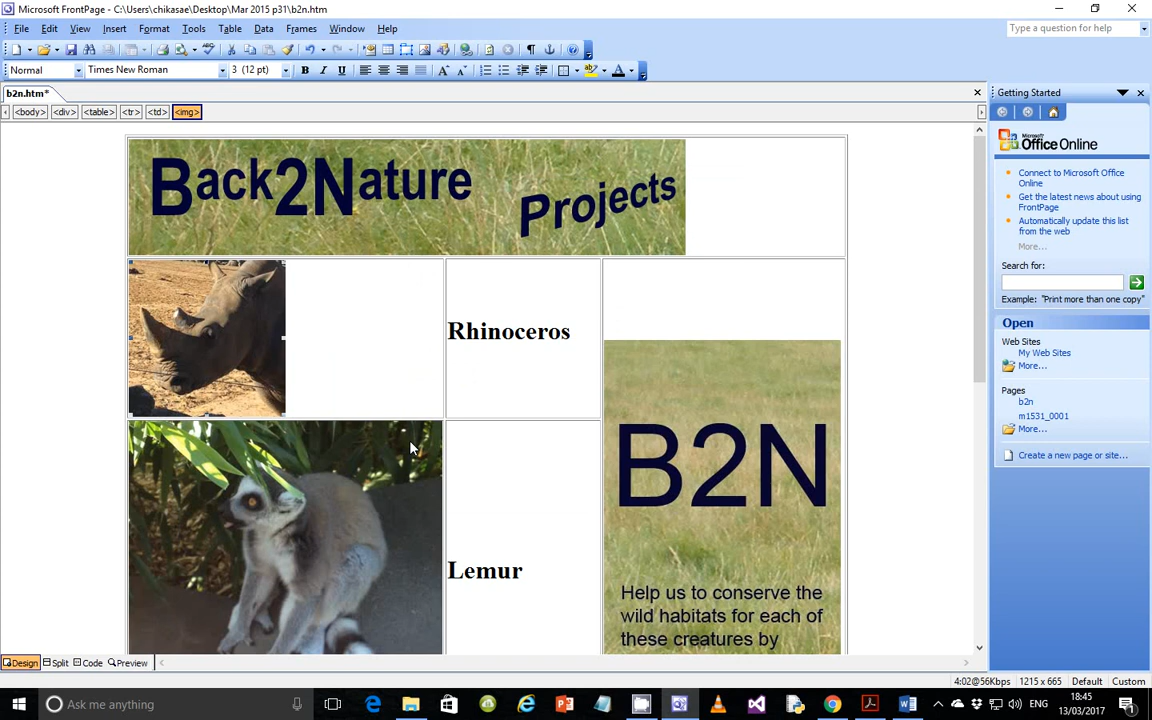 Microsoft FrontPage - C:\Users\chikasae\Desktop\Mar 2015 p31\b2n.htm
File Edit View Insert Format Tools Table Data Frames Window Help
Type a question for help
Normal Times New Roman 3 (12 pt) B I U A A ab A
b2n.htm*
Getting Started
<body> <div> <table> <tr> <td> <img>
Back2Nature Projects
Microsoft
Office Online
Connect to Microsoft Office
Online
Get the latest news about using
FrontPage
Automatically update this list
from the web
More...
Search for:
Example: "Print more than one copy"
Open
Web Sites
My Web Sites
More...
Pages
b2n
m1531_0001
More...
Create a new page or site...
Rhinoceros
Lemur
B2N
Help us to conserve the
wild habitats for each of
these creatures by
Design Split Code Preview
4:02@56Kbps 1215 x 665 Default Custom
Ask me anything
ENG
18:45
13/03/2017